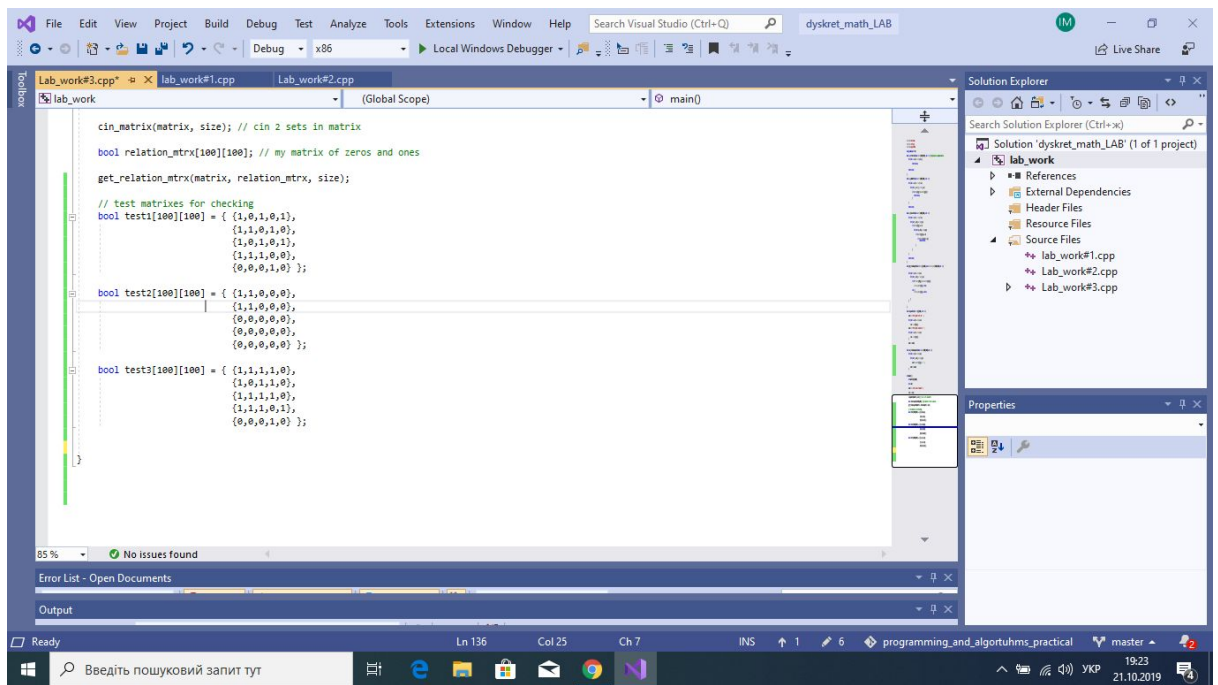 File Edit View Project Build Debug Test Analyze Tools Extensions Window Help Search Visual Studio (Ctrl+Q) dyskret_math_LAB IM
Debug x86 Local Windows Debugger Live Share
Toolbox
Lab_work#3.cpp* lab_work#1.cpp Lab_work#2.cpp
lab_work (Global Scope) main()
cin_matrix(matrix, size); // cin 2 sets in matrix
bool relation_mtrx[100][100]; // my matrix of zeros and ones
get_relation_mtrx(matrix, relation_mtrx, size);
// test matrixes for checking
bool test1[100][100] = { {1,0,1,0,1},
{1,1,0,1,0},
{1,0,1,0,1},
{1,1,1,0,0},
{0,0,0,1,0} };
bool test2[100][100] = { {1,1,0,0,0},
{1,1,0,0,0},
{0,0,0,0,0},
{0,0,0,0,0},
{0,0,0,0,0} };
bool test3[100][100] = { {1,1,1,1,0},
{1,0,1,1,0},
{1,1,1,1,0},
{1,1,1,0,1},
{0,0,0,1,0} };
}
85 % No issues found
Error List - Open Documents
Output
Solution Explorer
Search Solution Explorer (Ctrl+ж)
Solution 'dyskret_math_LAB' (1 of 1 project)
lab_work
References
External Dependencies
Header Files
Resource Files
Source Files
lab_work#1.cpp
Lab_work#2.cpp
Lab_work#3.cpp
Properties
Ready Ln 136 Col 25 Ch 7 INS 1 6 programming_and_algortuhms_practical master 2
Введіть пошуковий запит тут УКР 19:23
21.10.2019 4